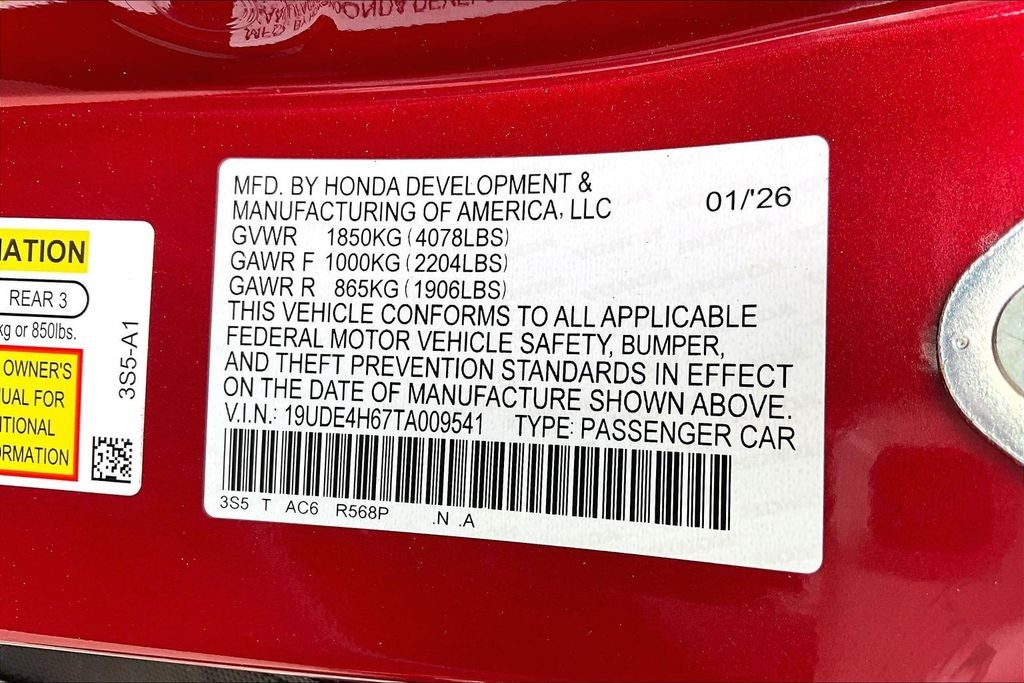 MFD. BY HONDA DEVELOPMENT &
MANUFACTURING OF AMERICA, LLC
01/'26
GVWR 1850KG (4078LBS)
GAWR F 1000KG (2204LBS)
GAWR R 865KG (1906LBS)
THIS VEHICLE CONFORMS TO ALL APPLICABLE
FEDERAL MOTOR VEHICLE SAFETY, BUMPER,
AND THEFT PREVENTION STANDARDS IN EFFECT
ON THE DATE OF MANUFACTURE SHOWN ABOVE.
V.I.N.: 19UDE4H67TA009541 TYPE: PASSENGER CAR
3S5 T AC6 R568P .N .A
MATION
REAR 3
kg or 850lbs.
OWNER'S
UAL FOR
ITIONAL
ORMATION
3S5-A1